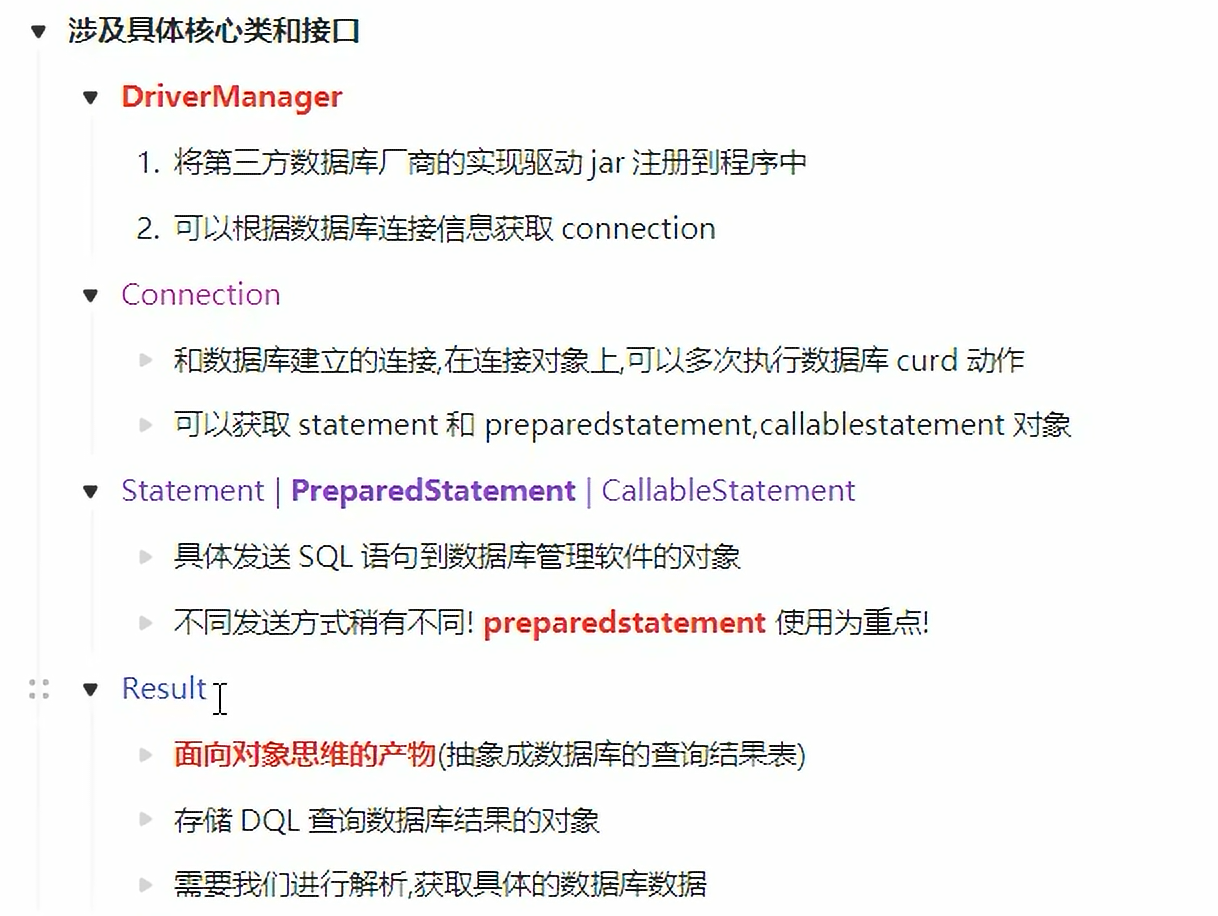 涉及具体核心类和接口
DriverManager
1. 将第三方数据库厂商的实现驱动 jar 注册到程序中
2. 可以根据数据库连接信息获取 connection
Connection
和数据库建立的连接,在连接对象上,可以多次执行数据库 curd 动作
可以获取 statement 和 preparedstatement,callablestatement 对象
Statement | PreparedStatement | CallableStatement
具体发送 SQL 语句到数据库管理软件的对象
不同发送方式稍有不同! preparedstatement 使用为重点!
Result
面向对象思维的产物(抽象成数据库的查询结果表)
存储 DQL 查询数据库结果的对象
需要我们进行解析,获取具体的数据库数据